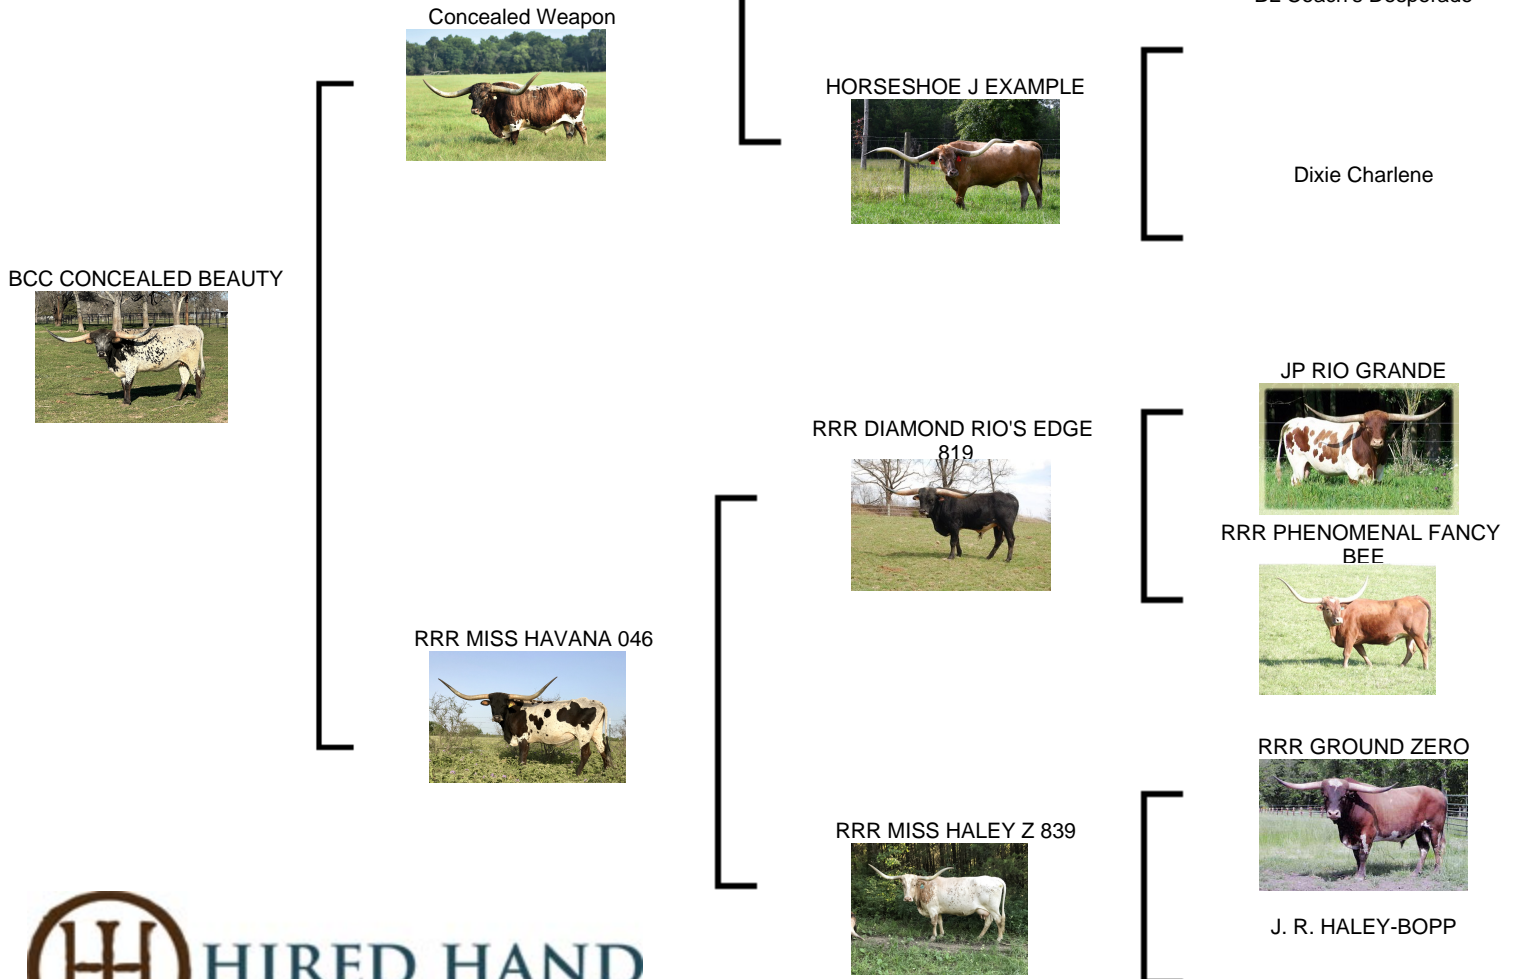 Concealed Weapon
HORSESHOE J EXAMPLE
Dixie Charlene
BCC CONCEALED BEAUTY
JP RIO GRANDE
RRR DIAMOND RIO'S EDGE
819
RRR PHENOMENAL FANCY
BEE
RRR MISS HAVANA 046
RRR GROUND ZERO
RRR MISS HALEY Z 839
J. R. HALEY-BOPP
HIRED HAND